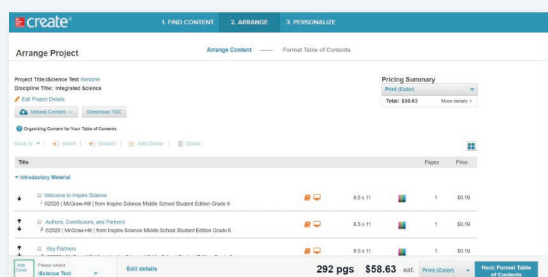 create®
1. FIND CONTENT
2. ARRANGE
3. PERSONALIZE
Arrange Project
Arrange Content
Format Table of Contents
Project Title:iScience Test Rename
Discipline Title: Integrated Science
Edit Project Details
Upload Content
Download TOC
Organizing Content for Your Table of Contents
Pricing Summary
Print (Color)
Total: $58.63 More details
Move to
Indent
Outdent
Add Divider
Delete
Title Pages Price
Introductory Material
Welcome to Inspire Science 8.5 x 11 1 $0.19
©2020 | McGraw-Hill | from Inspire Science Middle School Student Edition Grade 6
Authors, Contributors, and Partners 8.5 x 11 1 $0.19
©2020 | McGraw-Hill | from Inspire Science Middle School Student Edition Grade 6
Key Partners 8.5 x 11 1 $0.19
Add Cover
Please select
iScience Test
Edit details
292 pgs $58.63 est.
Print (Color)
Next: Format Table
of Contents